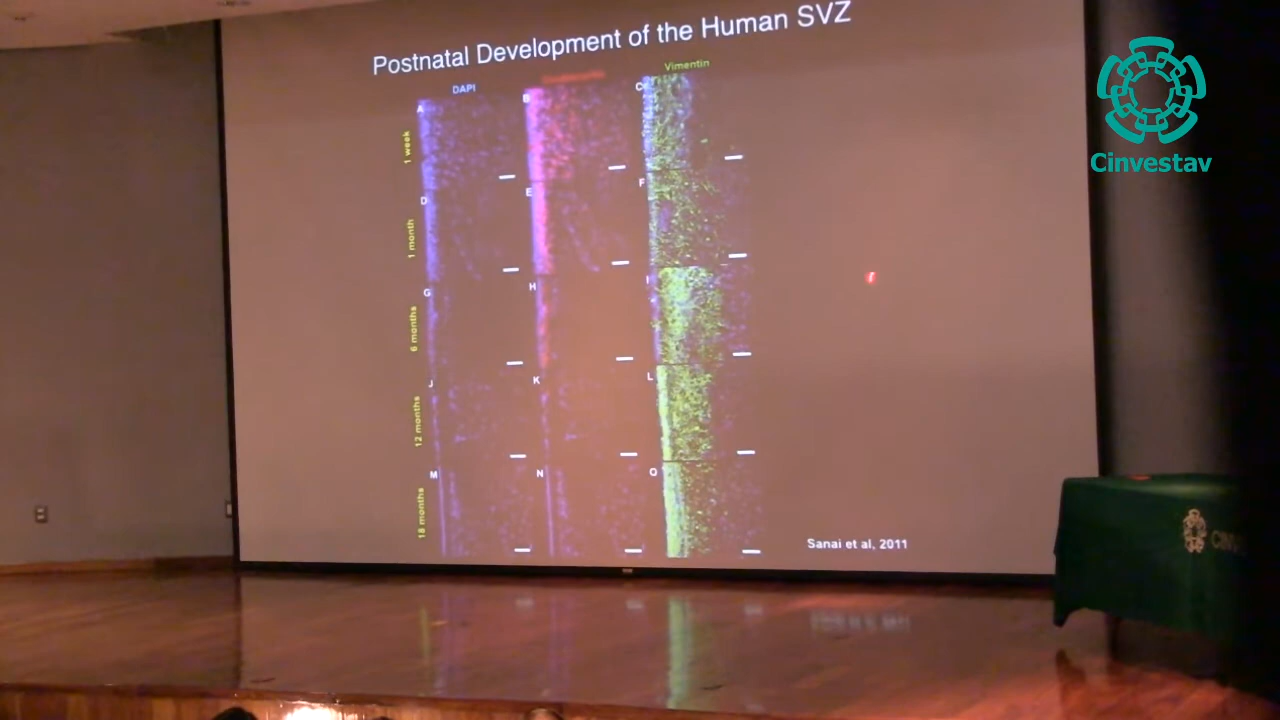 Postnatal Development of the Human SVZ
DAPI
Vimentin
A
B
C
1 week
D
E
F
1 month
G
H
I
6 months
J
K
L
12 months
M
N
O
18 months
Sanai et al, 2011
Cinvestav